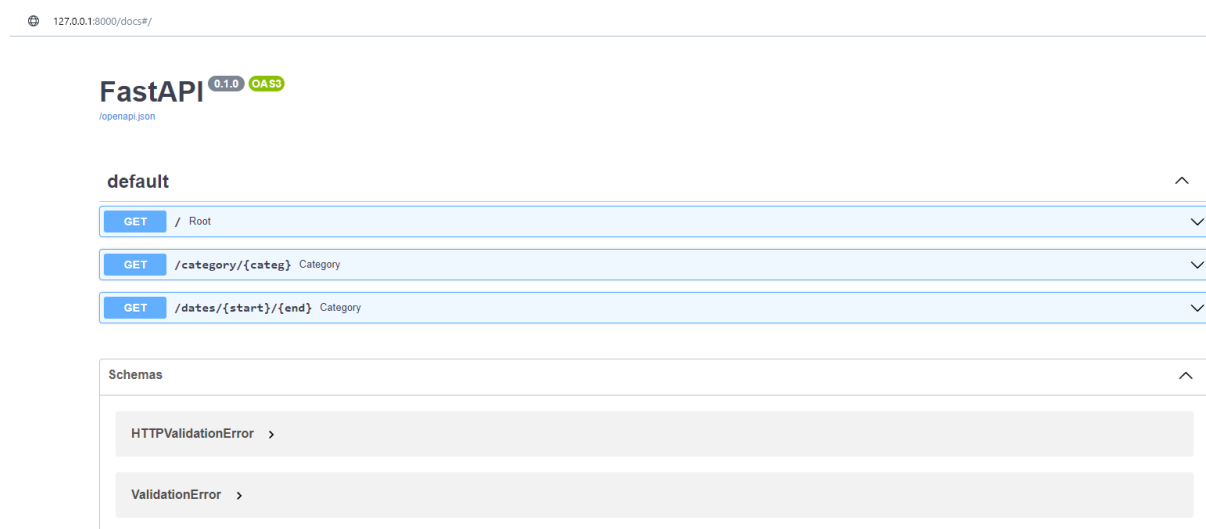 127.0.0.1:8000/docs#/
FastAPI 0.1.0 OAS3
/openapi.json
default
GET / Root
GET /category/{categ} Category
GET /dates/{start}/{end} Category
Schemas
HTTPValidationError
ValidationError